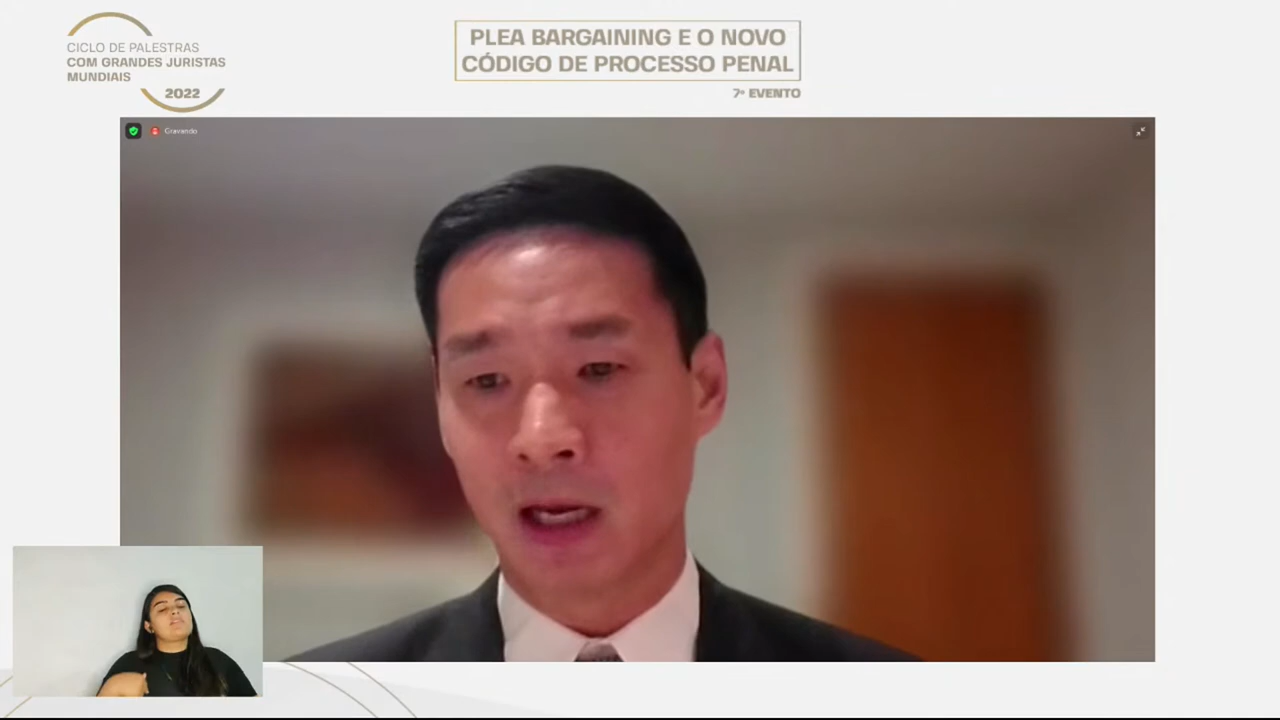 CICLO DE PALESTRAS
COM GRANDES JURISTAS
MUNDIAIS
2022
PLEA BARGAINING E O NOVO
CÓDIGO DE PROCESSO PENAL
7º EVENTO
Gravando